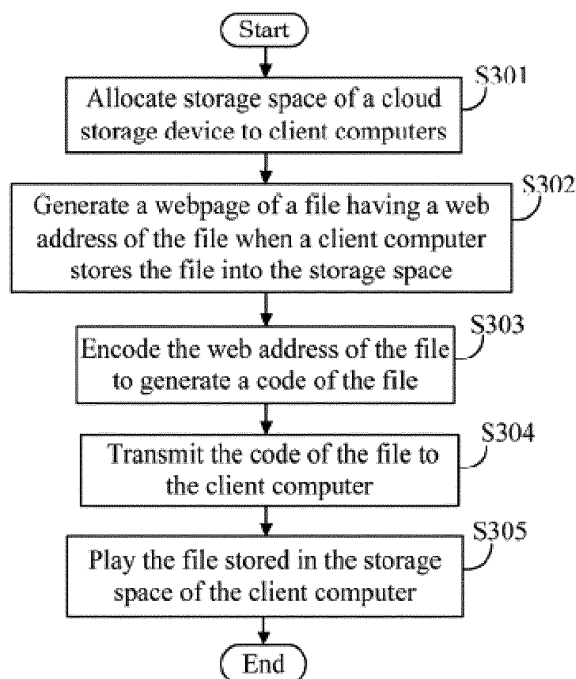 Start
S301
Allocate storage space of a cloud
storage device to client computers
S302
Generate a webpage of a file having a web
address of the file when a client computer
stores the file into the storage space
S303
Encode the web address of the file
to generate a code of the file
S304
Transmit the code of the file to
the client computer
S305
Play the file stored in the storage
space of the client computer
End